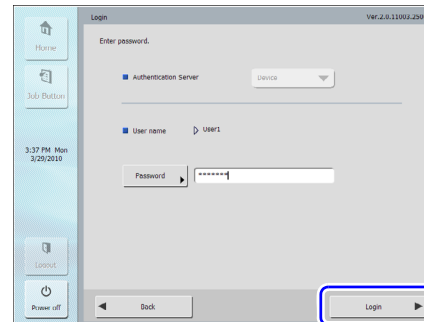 Login
Ver.2.0.11003.250
Enter password.
Home
Authentication Server
Device
Job Button
User name
User1
3:37 PM Mon
3/29/2010
Password
*******
Logout
Power off
Back
Login